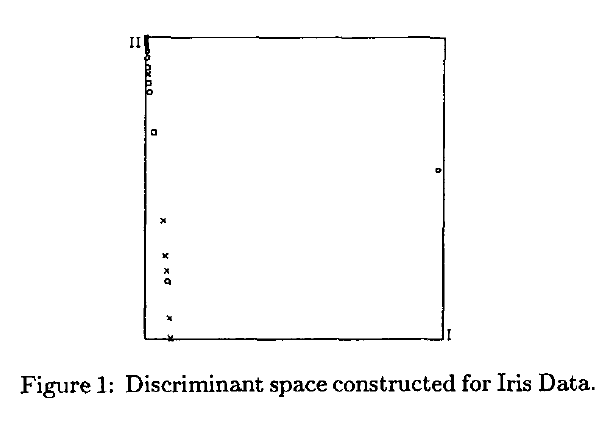 II
I
Figure 1: Discriminant space constructed for Iris Data.